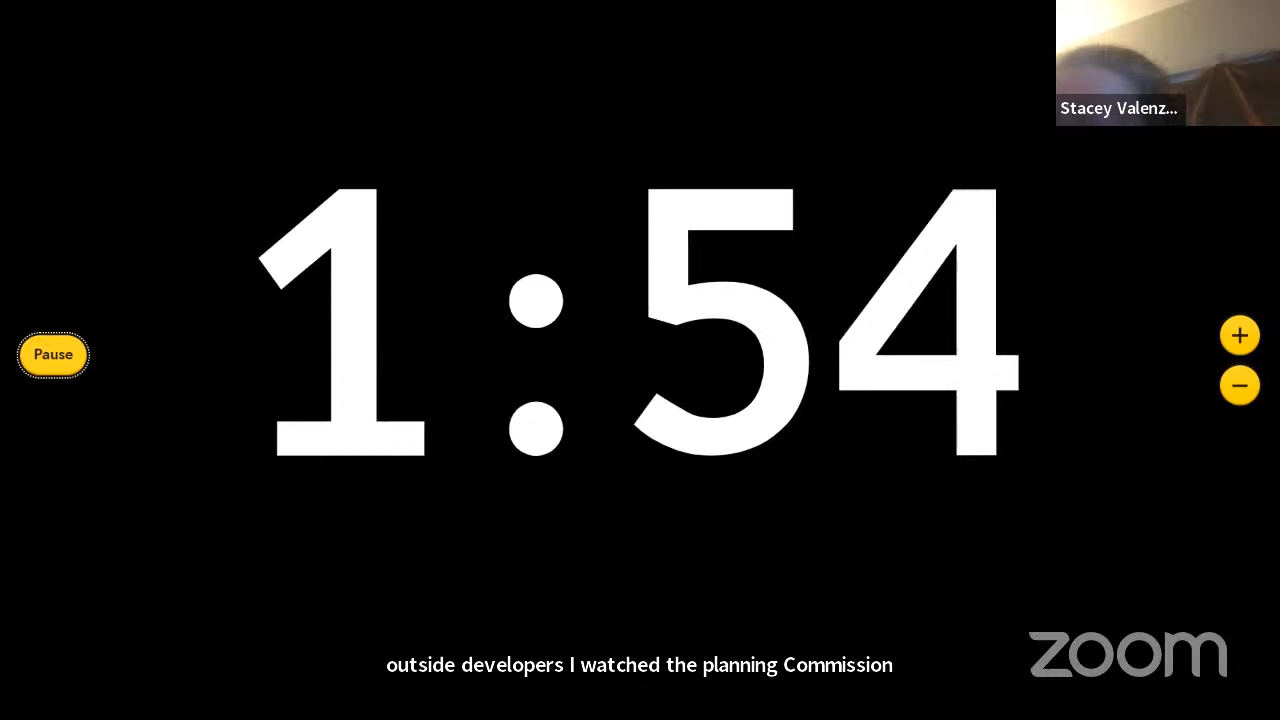 Stacey Valenz...
1:54
Pause
+
−
outside developers I watched the planning Commission
zoom